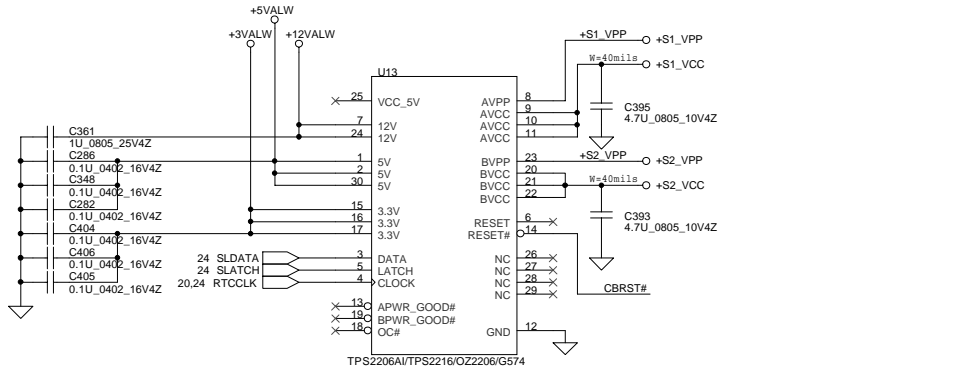 +5VALW
+3VALW
+12VALW
+S1_VPP
+S1_VPP
W=40mils
+S1_VCC
U13
25
VCC_5V
AVPP
8
AVCC
9
C395
4.7U_0805_10V4Z
7
12V
AVCC
10
24
12V
AVCC
11
C361
1U_0805_25V4Z
C286
0.1U_0402_16V4Z
1
5V
BVPP
23
+S2_VPP
+S2_VPP
C348
0.1U_0402_16V4Z
2
5V
BVCC
20
30
5V
BVCC
21
W=40mils
+S2_VCC
BVCC
22
C282
0.1U_0402_16V4Z
15
3.3V
C393
4.7U_0805_10V4Z
16
3.3V
RESET
6
C404
0.1U_0402_16V4Z
17
3.3V
RESET#
14
C406
0.1U_0402_16V4Z
24 SLDATA
3
DATA
NC
26
24 SLATCH
5
LATCH
NC
27
C405
0.1U_0402_16V4Z
20,24 RTCCLK
4
CLOCK
NC
28
NC
29
CBRST#
13
APWR_GOOD#
19
BPWR_GOOD#
18
OC#
GND
12
TPS2206AI/TPS2216/OZ2206/G574